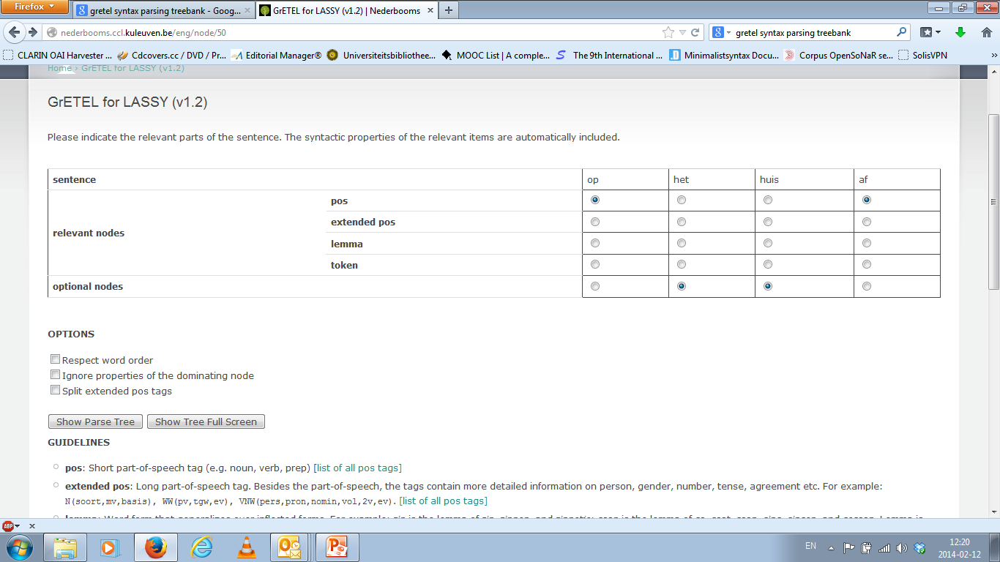 Firefox
gretel syntax parsing treebank - Goog...
GrETEL for LASSY (v1.2) | Nederbooms
nederbooms.ccl.kuleuven.be/eng/node/50
gretel syntax parsing treebank
CLARIN OAI Harvester ... Cdcovers.cc / DVD / Pr... Editorial Manager® Universiteitsbibliothee... MOOC List | A comple... The 9th International ... Minimalistsyntax Docu... Corpus OpenSoNaR se... SolisVPN »
Home › GrETEL for LASSY (v1.2)
GrETEL for LASSY (v1.2)
Please indicate the relevant parts of the sentence. The syntactic properties of the relevant items are automatically included.
sentence op het huis af
relevant nodes
pos
extended pos
lemma
token
optional nodes
OPTIONS
Respect word order
Ignore properties of the dominating node
Split extended pos tags
Show Parse Tree Show Tree Full Screen
GUIDELINES
pos: Short part-of-speech tag (e.g. noun, verb, prep) [list of all pos tags]
extended pos: Long part-of-speech tag. Besides the part-of-speech, the tags contain more detailed information on person, gender, number, tense, agreement etc. For example:
N(soort,mv,basis), WW(pv,tgw,ev), VNW(pers,pron,nomin,vol,2v,ev). [list of all pos tags]
ABP
EN
12:20
2014-02-12